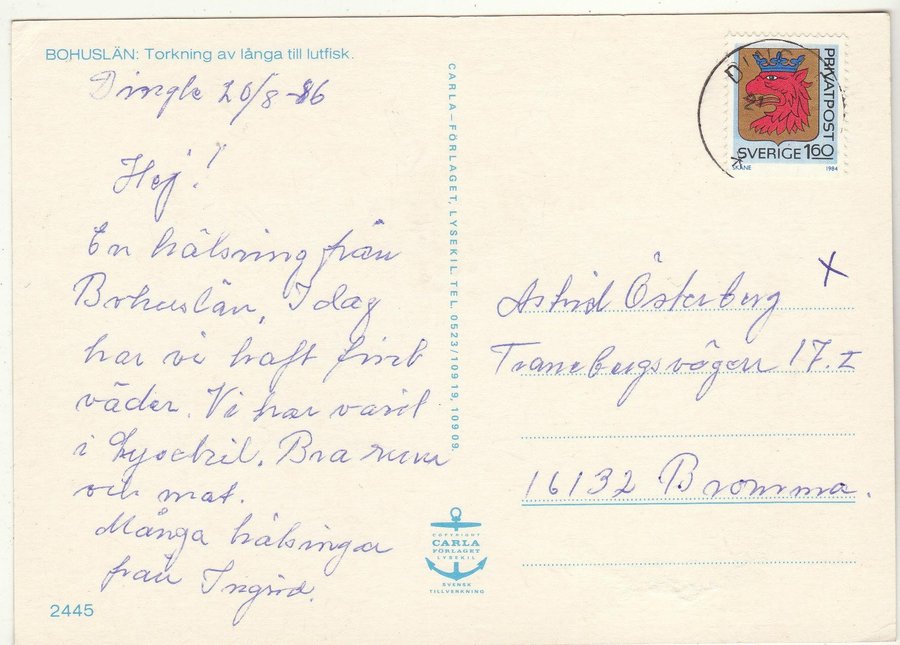 BOHUSLÄN: Torkning av långa till lutfisk.
Dingle 20/8-86
Hej!
En hälsning från
Bohuslän, I dag
har vi haft fint
väder. Vi har varit
i Lysekil. Bra rum
och mat.
Många hälsningar
från Ingrid.
2445
CARLA-FÖRLAGET, LYSEKIL. TEL. 0523/109 19, 109 09.
COPYRIGHT
CARLA
FÖRLAGET
LYSEKIL
SVENSK
TILLVERKNING
PRIVATPOST
SVERIGE 160
SKÅNE 1984
21
X
Astrid Österberg
Tranebergsvägen 17. I
16132 Bromma.